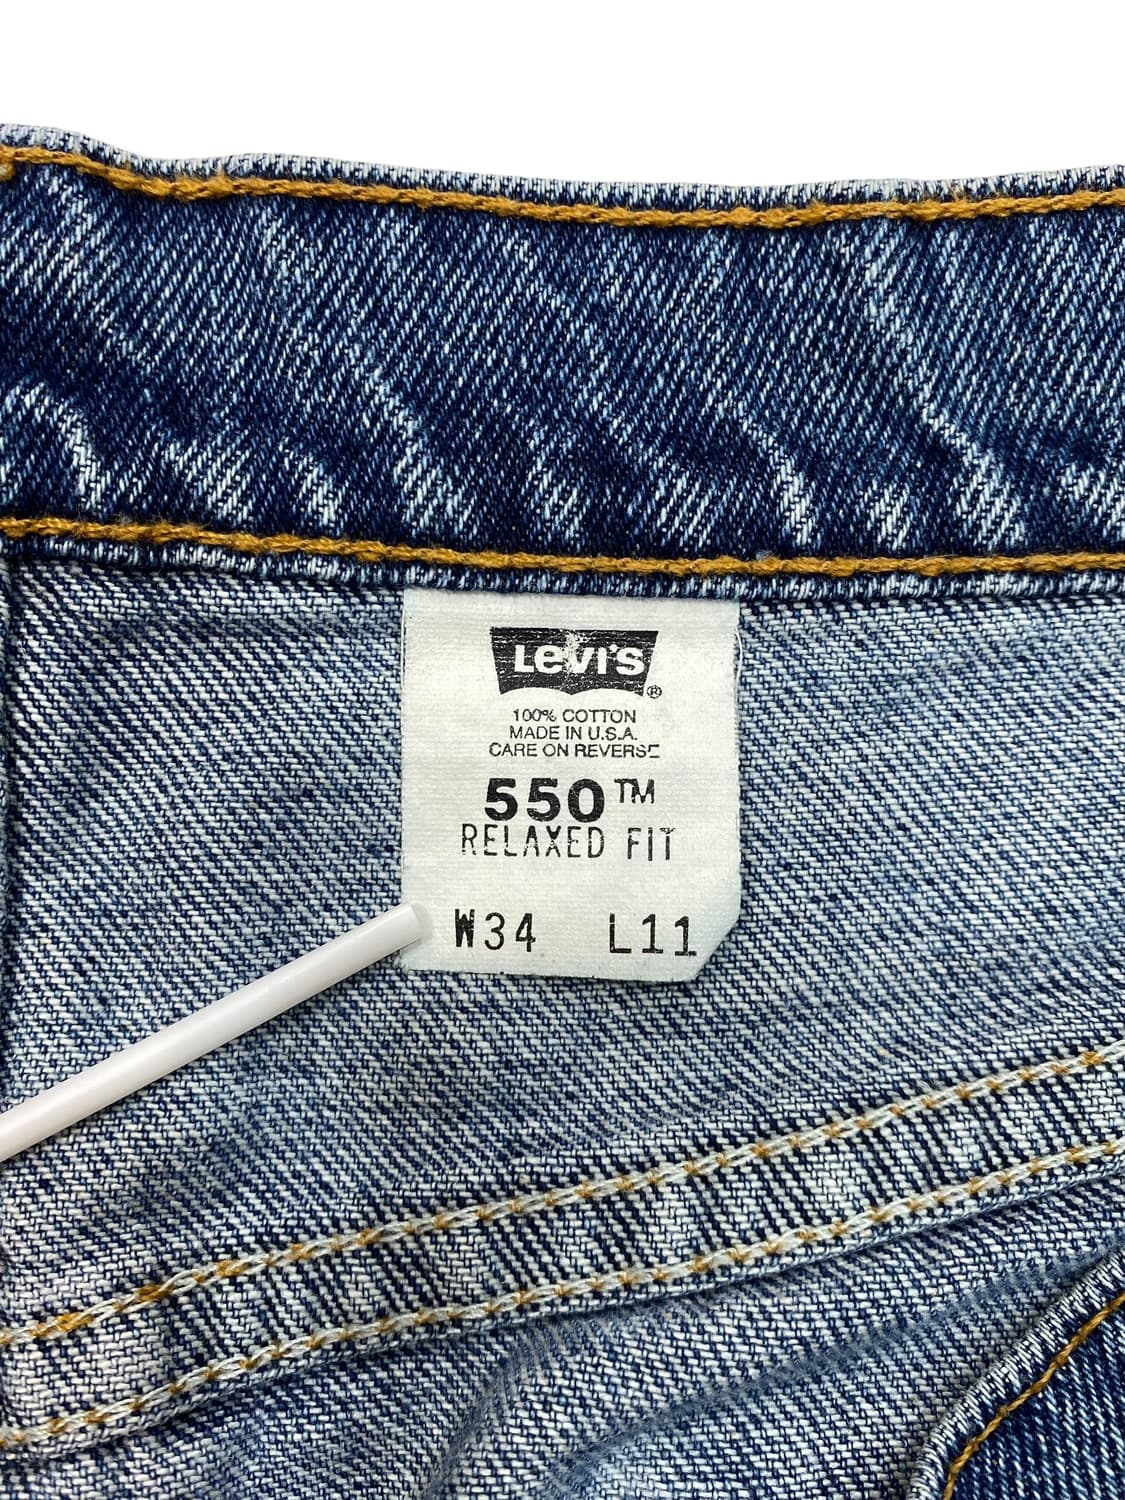 LEVI'S ®
100% COTTON
MADE IN U.S.A.
CARE ON REVERSE
550™
RELAXED FIT
W34 L11